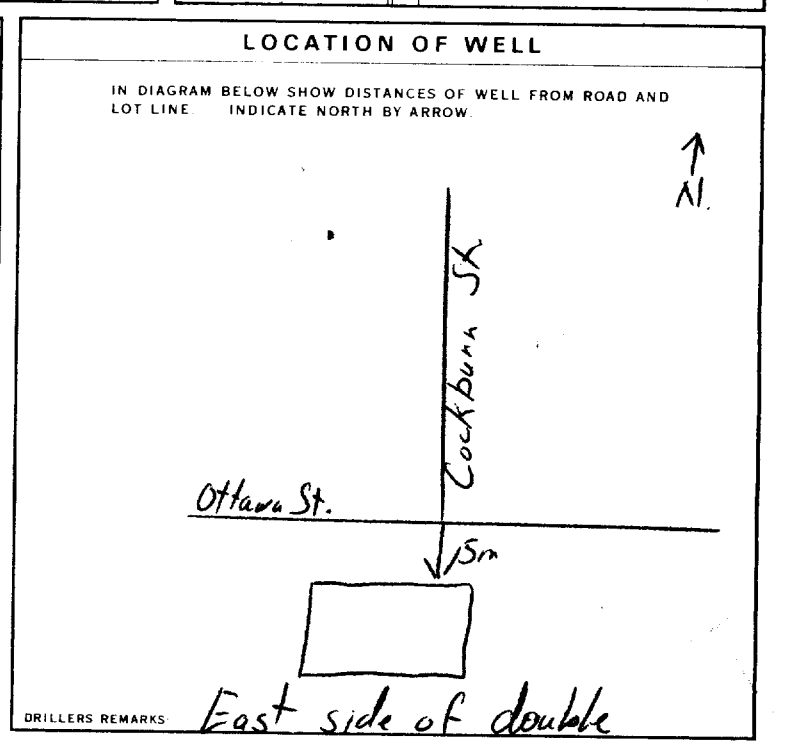 LOCATION OF WELL
IN DIAGRAM BELOW SHOW DISTANCES OF WELL FROM ROAD AND
LOT LINE. INDICATE NORTH BY ARROW.
N.
Cockburn St.
Ottawa St.
15m
DRILLERS REMARKS: East side of double